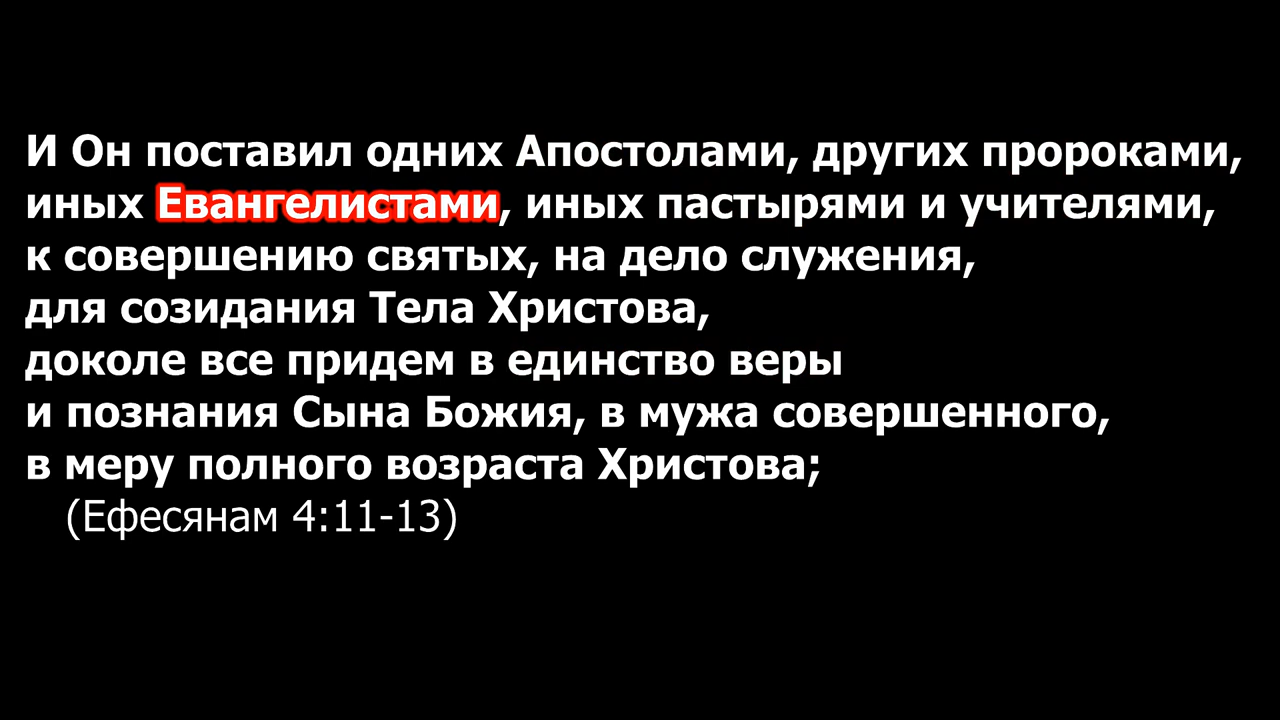 И Он поставил одних Апостолами, других пророками,
иных Евангелистами, иных пастырями и учителями,
к совершению святых, на дело служения,
для созидания Тела Христова,
доколе все придем в единство веры
и познания Сына Божия, в мужа совершенного,
в меру полного возраста Христова;
(Ефесянам 4:11-13)